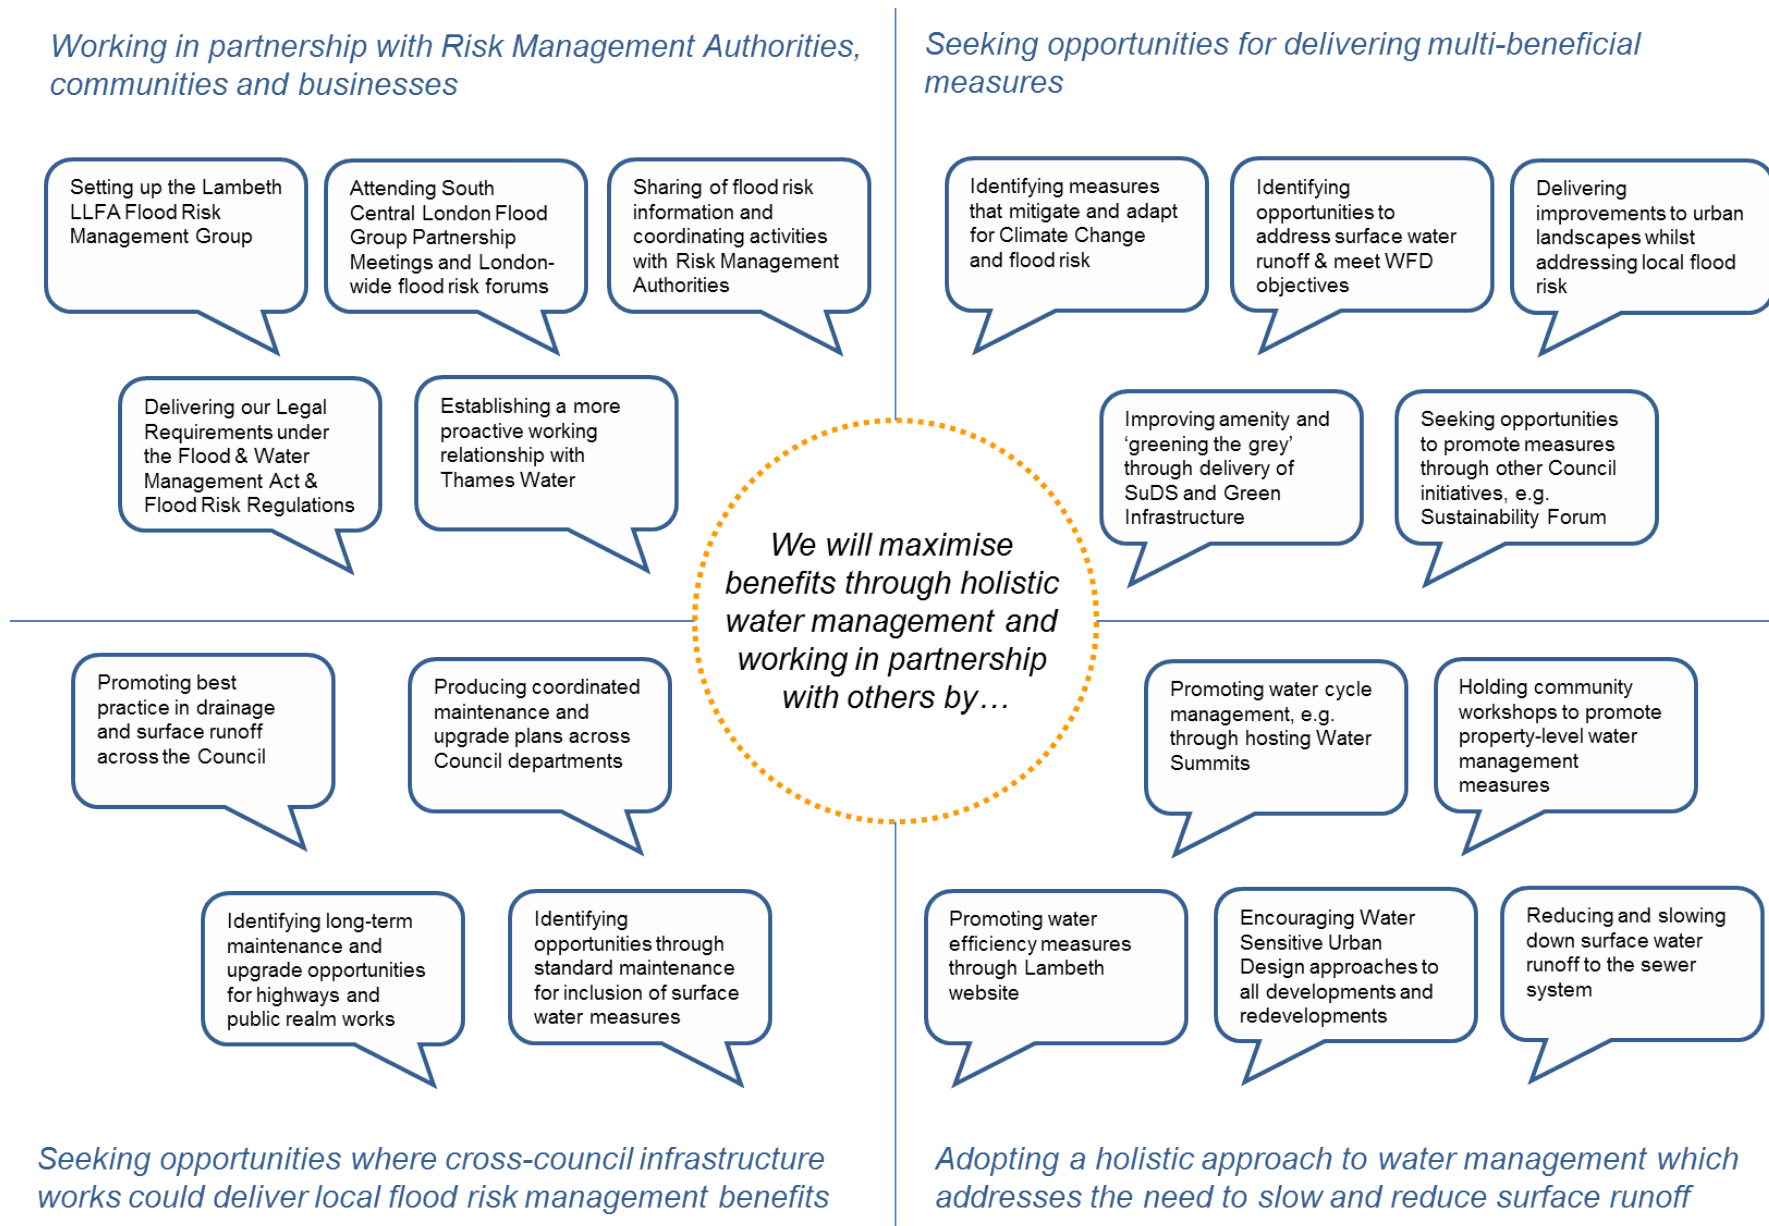 Working in partnership with Risk Management Authorities,
communities and businesses
Seeking opportunities for delivering multi-beneficial
measures
Setting up the Lambeth
LLFA Flood Risk
Management Group
Attending South
Central London Flood
Group Partnership
Meetings and London-
wide flood risk forums
Sharing of flood risk
information and
coordinating activities
with Risk Management
Authorities
Identifying measures
that mitigate and adapt
for Climate Change
and flood risk
Identifying
opportunities to
address surface water
runoff & meet WFD
objectives
Delivering
improvements to urban
landscapes whilst
addressing local flood
risk
Delivering our Legal
Requirements under
the Flood & Water
Management Act &
Flood Risk Regulations
Establishing a more
proactive working
relationship with
Thames Water
Improving amenity and
‘greening the grey’
through delivery of
SuDS and Green
Infrastructure
Seeking opportunities
to promote measures
through other Council
initiatives, e.g.
Sustainability Forum
We will maximise
benefits through holistic
water management and
working in partnership
with others by…
Promoting best
practice in drainage
and surface runoff
across the Council
Producing coordinated
maintenance and
upgrade plans across
Council departments
Promoting water cycle
management, e.g.
through hosting Water
Summits
Holding community
workshops to promote
property-level water
management
measures
Identifying long-term
maintenance and
upgrade opportunities
for highways and
public realm works
Identifying
opportunities through
standard maintenance
for inclusion of surface
water measures
Promoting water
efficiency measures
through Lambeth
website
Encouraging Water
Sensitive Urban
Design approaches to
all developments and
redevelopments
Reducing and slowing
down surface water
runoff to the sewer
system
Seeking opportunities where cross-council infrastructure
works could deliver local flood risk management benefits
Adopting a holistic approach to water management which
addresses the need to slow and reduce surface runoff